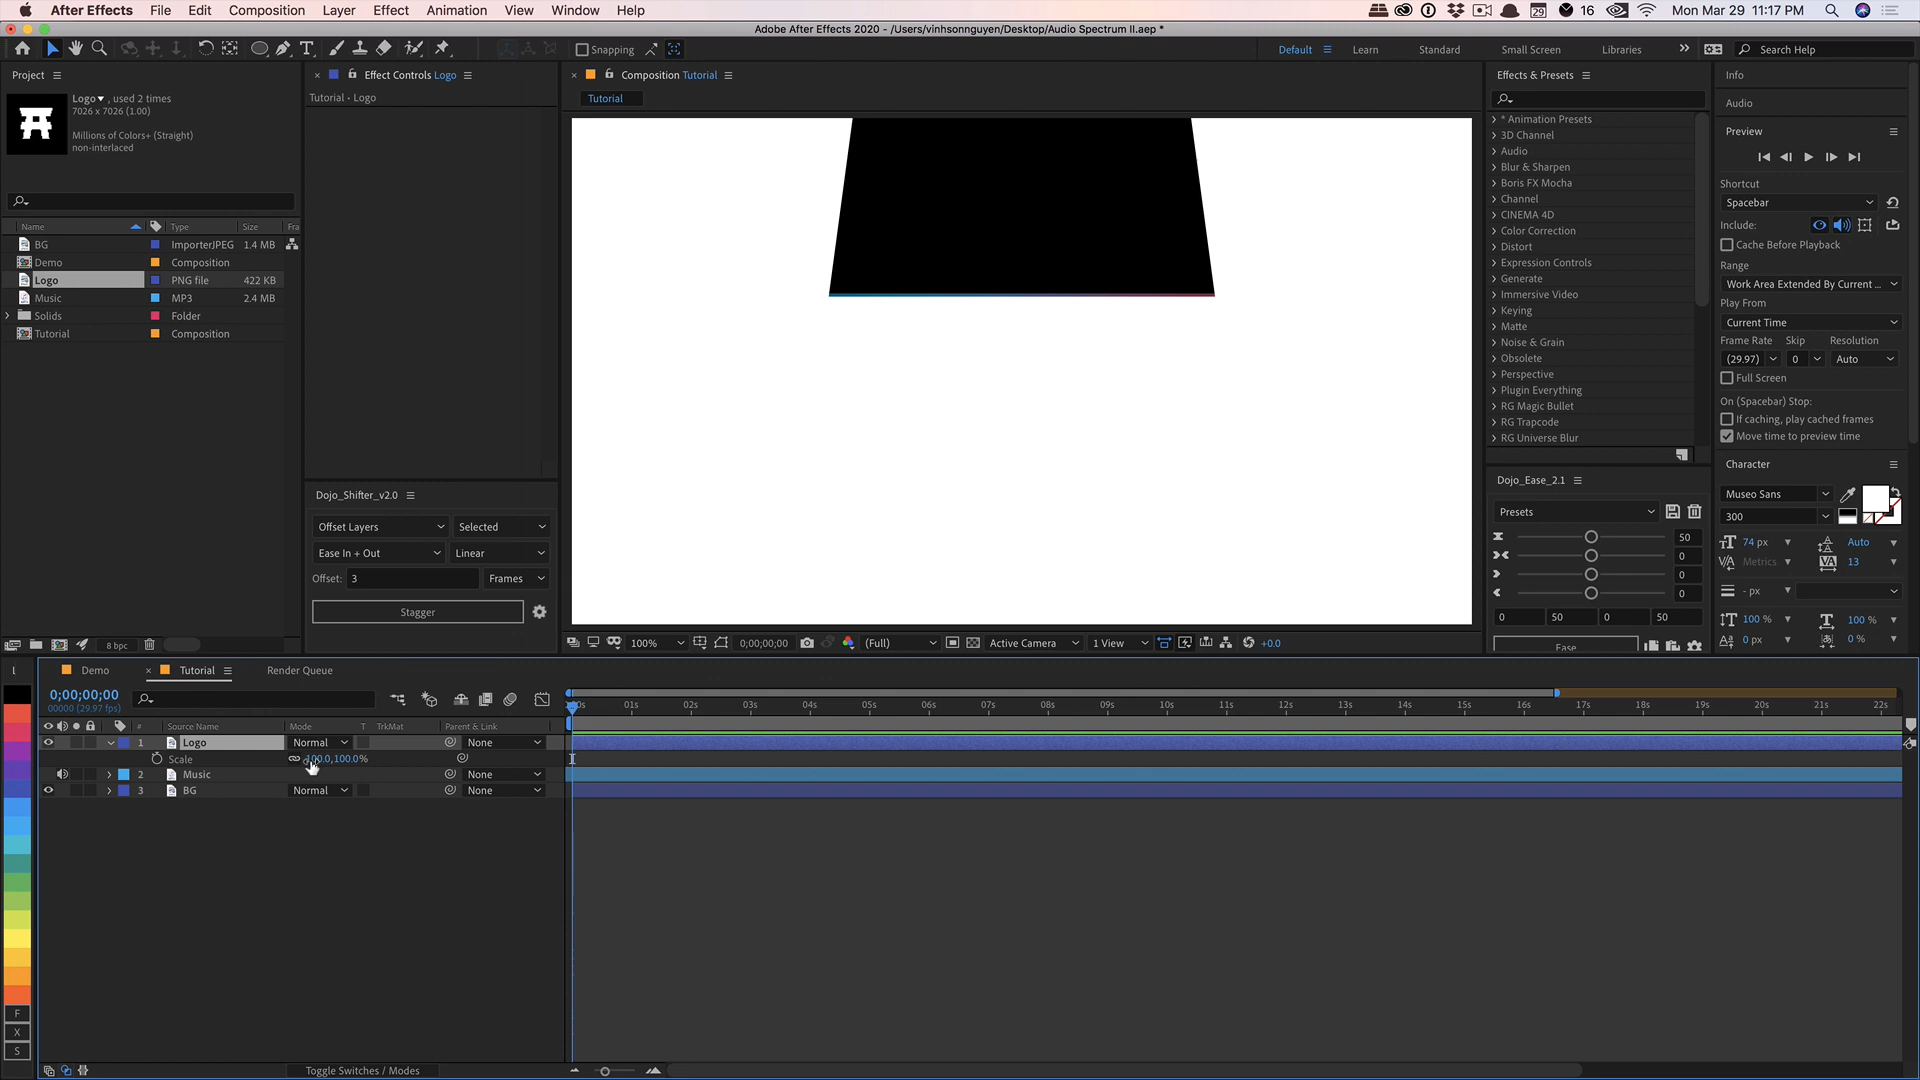 After Effects File Edit Composition Layer Effect Animation View Window Help 16 Mon Mar 29 11:17 PM
Adobe After Effects 2020 - /Users/vinhsonnguyen/Desktop/Audio Spectrum II.aep *
Snapping Default Learn Standard Small Screen Libraries Search Help
Project
Logo , used 2 times
7026 x 7026 (1.00)
Millions of Colors+ (Straight)
non-interlaced
Name Type Size Fra
BG ImporterJPEG 1.4 MB
Demo Composition
Logo PNG file 422 KB
Music MP3 2.4 MB
Solids Folder
Tutorial Composition
8 bpc
Effect Controls Logo
Tutorial • Logo
Dojo_Shifter_v2.0
Offset Layers Selected
Ease In + Out Linear
Offset: 3 Frames
Stagger
Composition Tutorial
Tutorial
100% 0;00;00;00 (Full) Active Camera 1 View +0.0
Effects & Presets
* Animation Presets
3D Channel
Audio
Blur & Sharpen
Boris FX Mocha
Channel
CINEMA 4D
Color Correction
Distort
Expression Controls
Generate
Immersive Video
Keying
Matte
Noise & Grain
Obsolete
Perspective
Plugin Everything
RG Magic Bullet
RG Trapcode
RG Universe Blur
Dojo_Ease_2.1
Presets
50
0
0
0
0 50 0 50
Ease
Info
Audio
Preview
Shortcut
Spacebar
Include:
Cache Before Playback
Range
Work Area Extended By Current ...
Play From
Current Time
Frame Rate Skip Resolution
(29.97) 0 Auto
Full Screen
On (Spacebar) Stop:
If caching, play cached frames
Move time to preview time
Character
Museo Sans
300
74 px Auto
Metrics 13
- px
100 % 100 %
0 px 0 %
Demo Tutorial Render Queue
0;00;00;00
00000 (29.97 fps)
01s 02s 03s 04s 05s 06s 07s 08s 09s 10s 11s 12s 13s 14s 15s 16s 17s 18s 19s 20s 21s 22s
# Source Name Mode T TrkMat Parent & Link
1 Logo Normal None
Scale 100.0,100.0%
2 Music None
3 BG Normal None
F
X
S
Toggle Switches / Modes